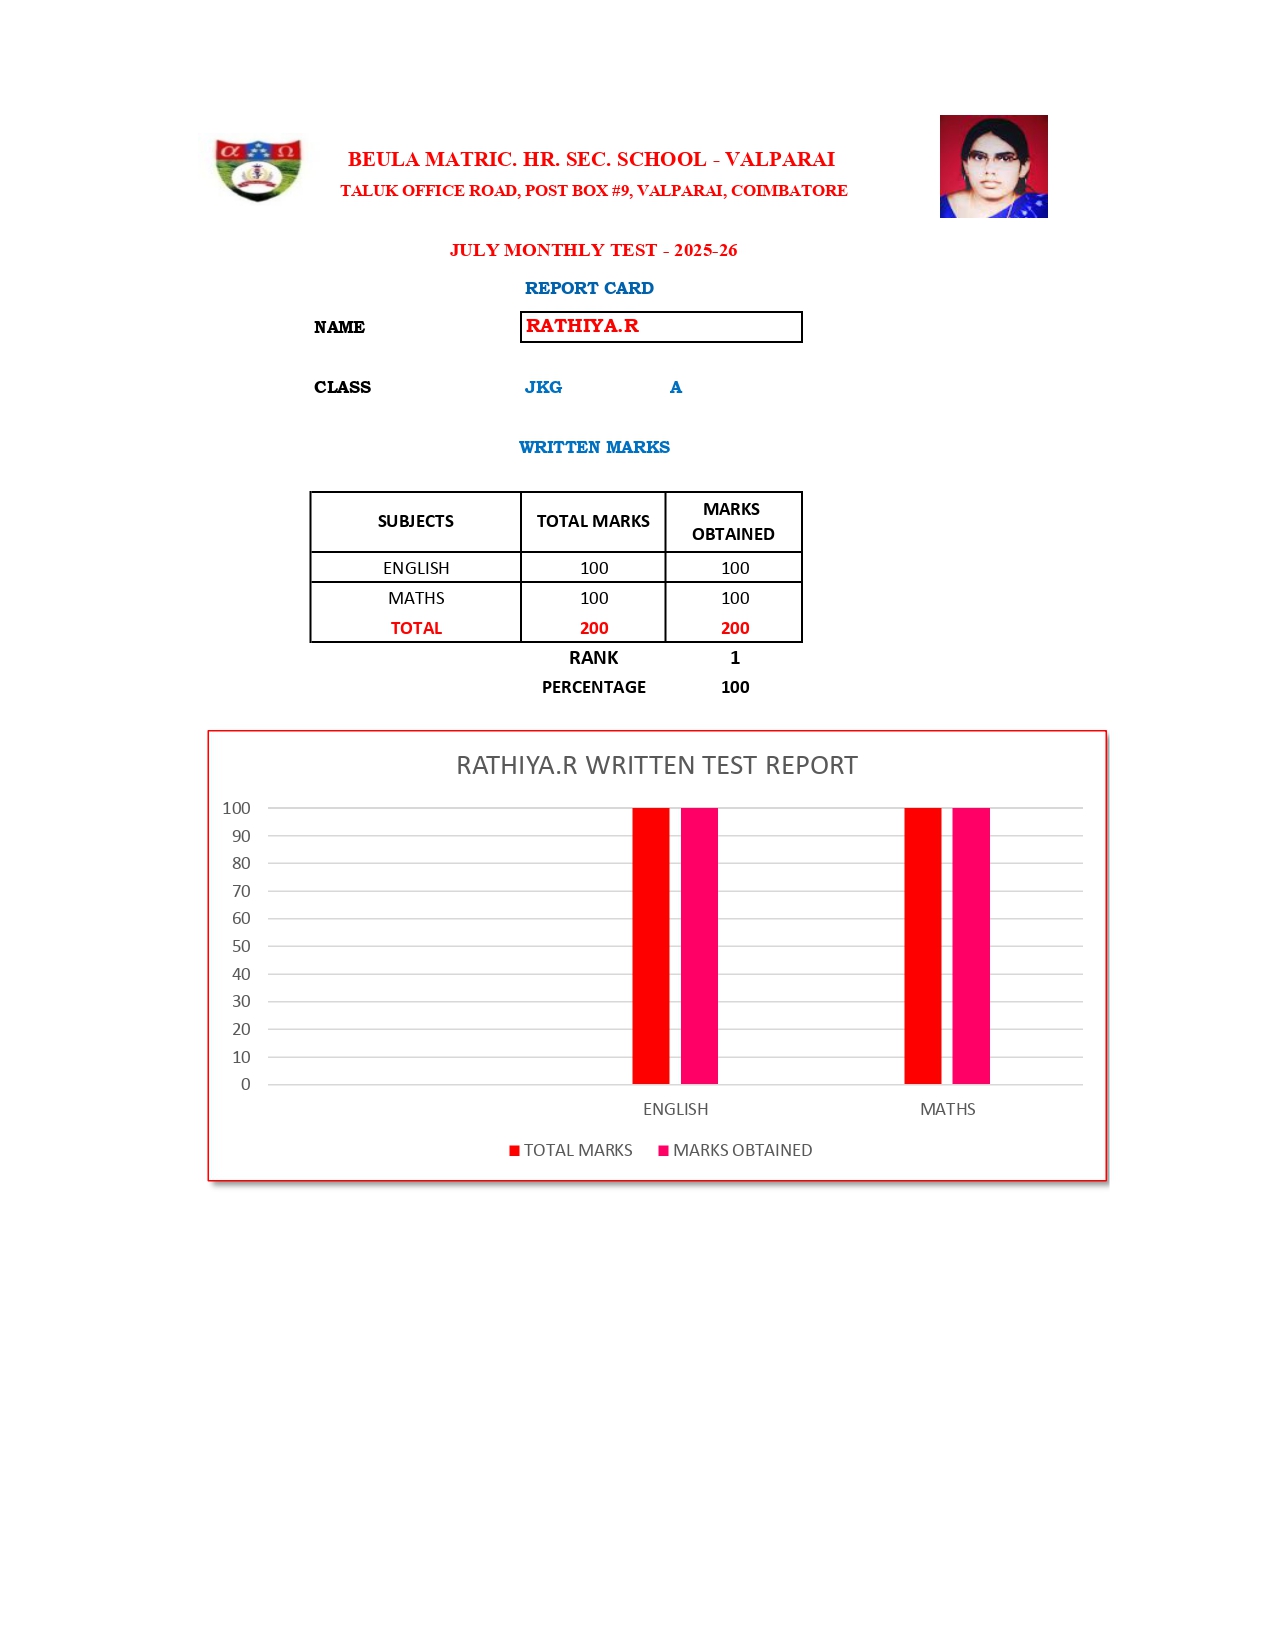 α Ω
BEULA MATRIC. HR. SEC. SCHOOL - VALPARAI
TALUK OFFICE ROAD, POST BOX #9, VALPARAI, COIMBATORE
JULY MONTHLY TEST - 2025-26
REPORT CARD
NAME RATHIYA.R
CLASS JKG A
WRITTEN MARKS
SUBJECTS TOTAL MARKS MARKS OBTAINED
ENGLISH 100 100
MATHS 100 100
TOTAL 200 200
RANK 1
PERCENTAGE 100
RATHIYA.R WRITTEN TEST REPORT
100
90
80
70
60
50
40
30
20
10
0
ENGLISH MATHS
TOTAL MARKS MARKS OBTAINED